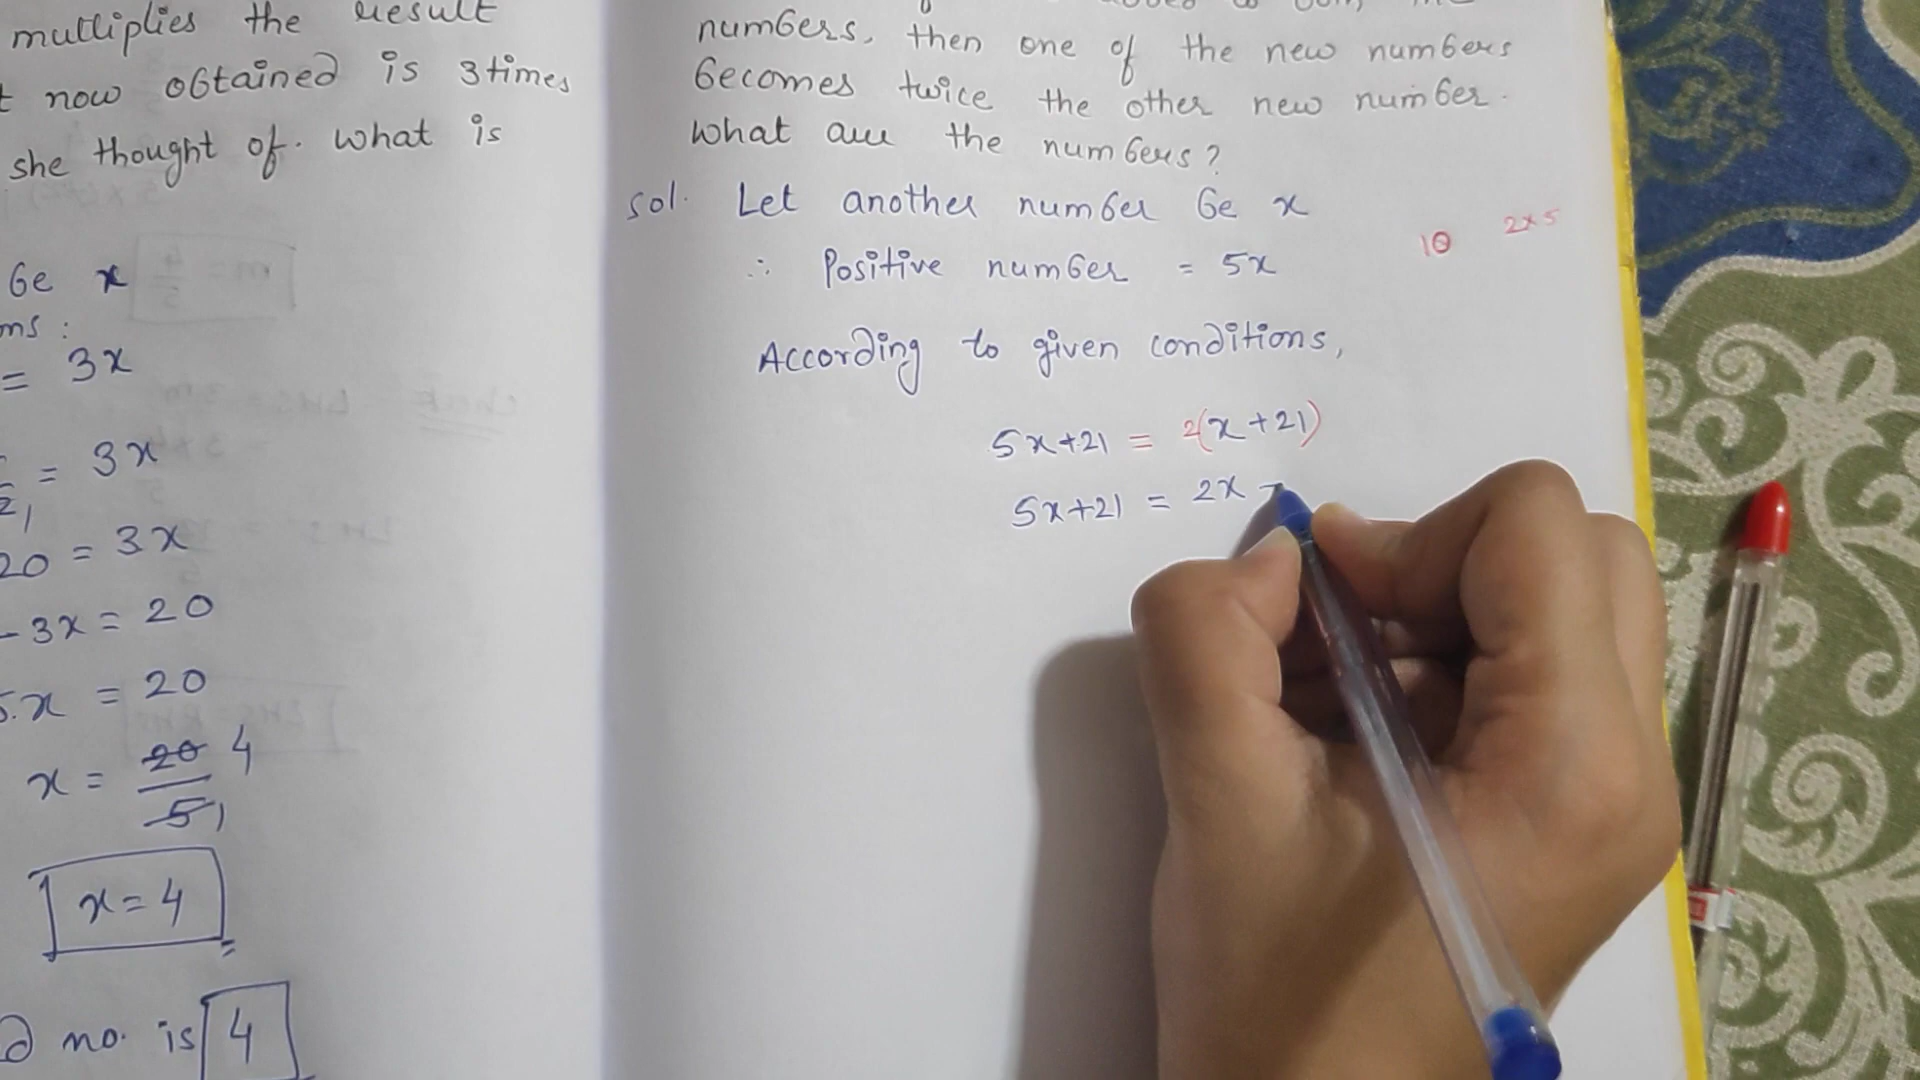 multiplies the result
now obtained is 3 times
she thought of. What is
be x
= 3x
= 3x
20 = 3x
- 3x = 20
5x = 20
x = 20/5 4
1
x = 4
no. is 4
numbers, then one of the new numbers
becomes twice the other new number.
What are the numbers?
Sol. Let another number be x
∴ Positive number = 5x
10 2x5
According to given conditions,
5x+21 = 2(x+21)
5x+21 = 2x